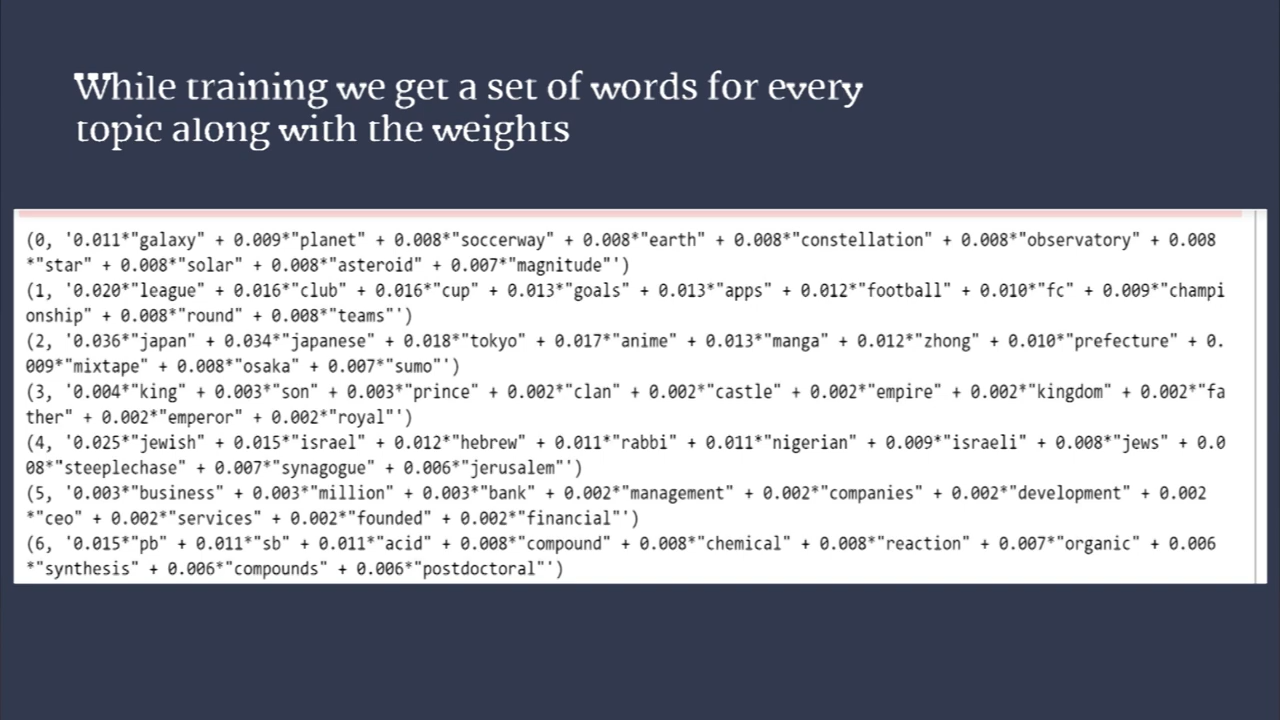 While training we get a set of words for every
topic along with the weights
(0, '0.011*"galaxy" + 0.009*"planet" + 0.008*"soccerway" + 0.008*"earth" + 0.008*"constellation" + 0.008*"observatory" + 0.008
*"star" + 0.008*"solar" + 0.008*"asteroid" + 0.007*"magnitude"')
(1, '0.020*"league" + 0.016*"club" + 0.016*"cup" + 0.013*"goals" + 0.013*"apps" + 0.012*"football" + 0.010*"fc" + 0.009*"champi
onship" + 0.008*"round" + 0.008*"teams"')
(2, '0.036*"japan" + 0.034*"japanese" + 0.018*"tokyo" + 0.017*"anime" + 0.013*"manga" + 0.012*"zhong" + 0.010*"prefecture" + 0.
009*"mixtape" + 0.008*"osaka" + 0.007*"sumo"')
(3, '0.004*"king" + 0.003*"son" + 0.003*"prince" + 0.002*"clan" + 0.002*"castle" + 0.002*"empire" + 0.002*"kingdom" + 0.002*"fa
ther" + 0.002*"emperor" + 0.002*"royal"')
(4, '0.025*"jewish" + 0.015*"israel" + 0.012*"hebrew" + 0.011*"rabbi" + 0.011*"nigerian" + 0.009*"israeli" + 0.008*"jews" + 0.0
08*"steeplechase" + 0.007*"synagogue" + 0.006*"jerusalem"')
(5, '0.003*"business" + 0.003*"million" + 0.003*"bank" + 0.002*"management" + 0.002*"companies" + 0.002*"development" + 0.002
*"ceo" + 0.002*"services" + 0.002*"founded" + 0.002*"financial"')
(6, '0.015*"pb" + 0.011*"sb" + 0.011*"acid" + 0.008*"compound" + 0.008*"chemical" + 0.008*"reaction" + 0.007*"organic" + 0.006
*"synthesis" + 0.006*"compounds" + 0.006*"postdoctoral"')